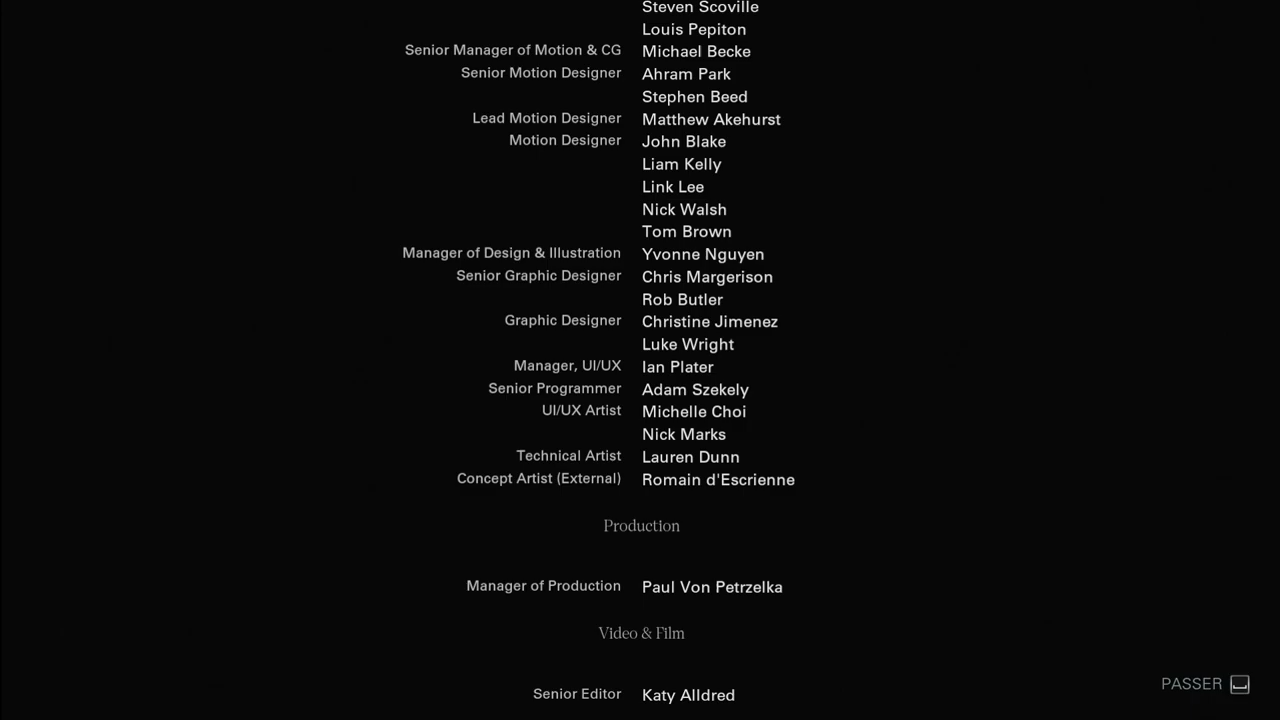 Steven Scoville
Louis Pepiton
Senior Manager of Motion & CG Michael Becke
Senior Motion Designer Ahram Park
Stephen Beed
Lead Motion Designer Matthew Akehurst
Motion Designer John Blake
Liam Kelly
Link Lee
Nick Walsh
Tom Brown
Manager of Design & Illustration Yvonne Nguyen
Senior Graphic Designer Chris Margerison
Rob Butler
Graphic Designer Christine Jimenez
Luke Wright
Manager, UI/UX Ian Plater
Senior Programmer Adam Szekely
UI/UX Artist Michelle Choi
Nick Marks
Technical Artist Lauren Dunn
Concept Artist (External) Romain d'Escrienne
Production
Manager of Production Paul Von Petrzelka
Video & Film
Senior Editor Katy Alldred
PASSER